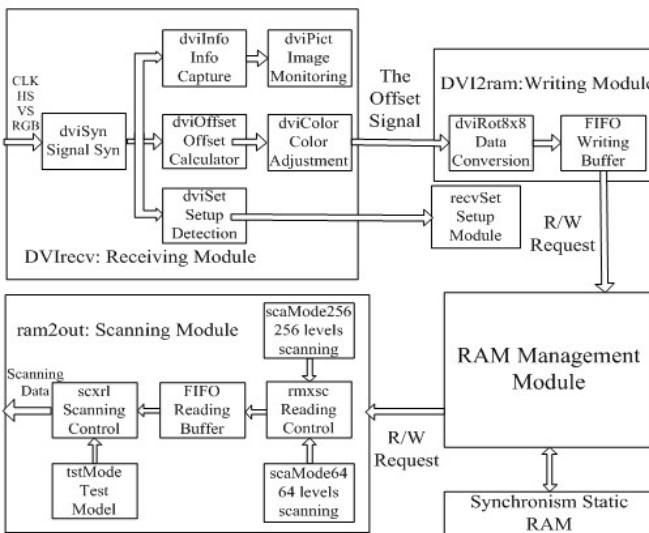 CLK
HS
VS
RGB
dviSyn
Signal Syn
dviInfo
Info
Capture
dviPict
Image
Monitoring
dviOffset
Offset
Calculator
dviColor
Color
Adjustment
dviSet
Setup
Detection
DVIrecv: Receiving Module
The
Offset
Signal
DVI2ram:Writing Module
dviRot8x8
Data
Conversion
FIFO
Writing
Buffer
recvSet
Setup
Module
R/W
Request
ram2out: Scanning Module
scaMode256
256 levels
scanning
Scanning
Data
scxrl
Scanning
Control
FIFO
Reading
Buffer
rmxsc
Reading
Control
tstMode
Test
Model
scaMode64
64 levels
scanning
R/W
Request
RAM Management
Module
Synchronism Static
RAM